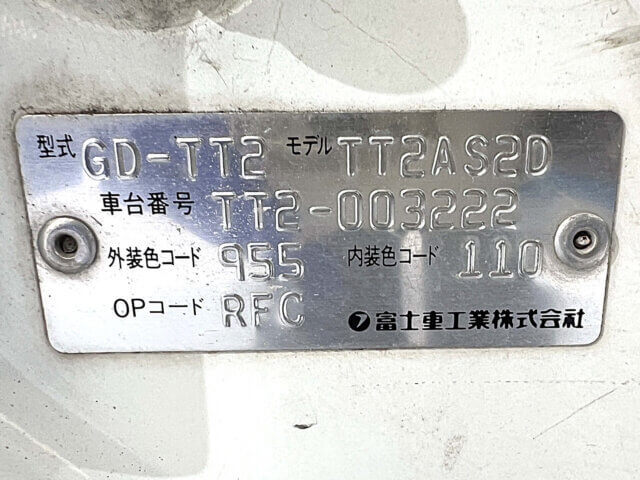 型式 GD-TT2 モデル TT2AS2D
車台番号 TT2-003222
外装色コード 955 内装色コード 110
OPコード RFC 富士重工業株式会社